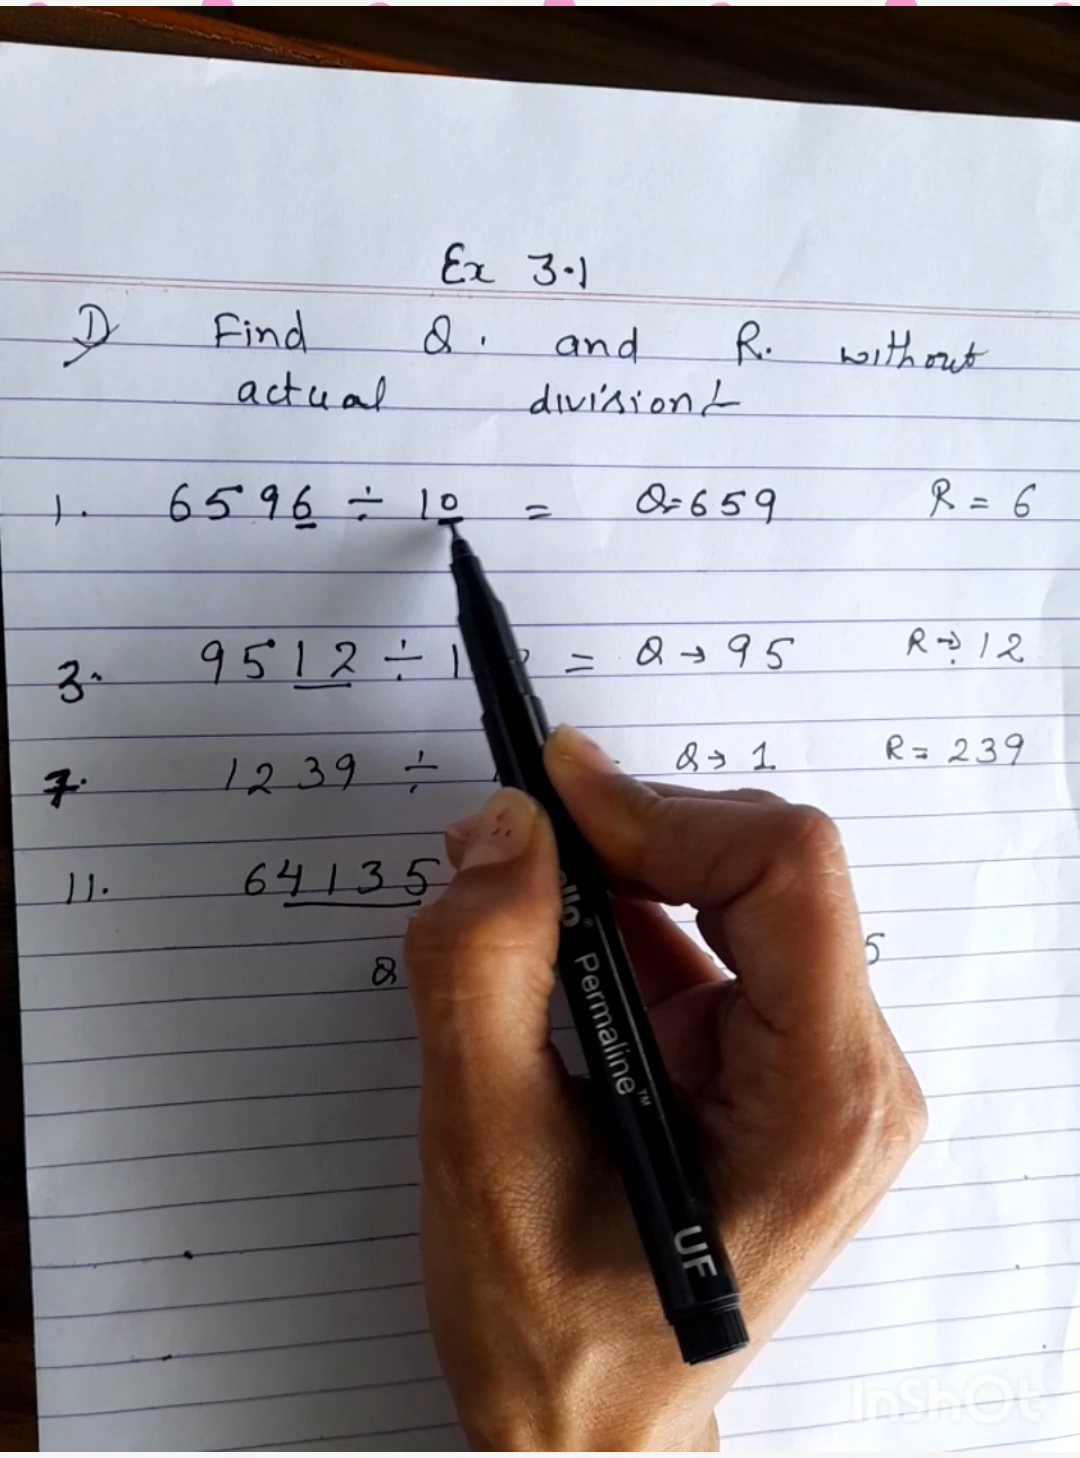 Ex 3.1
D Find Q. and R. without
actual division:-
1. 6596 ÷ 10 = Q=659 R = 6
3. 9512 ÷ 1 = Q → 95 R → 12
7. 1239 ÷ Q → 1 R = 239
11. 64135
Q 5
Permaline™
UF
InShOt